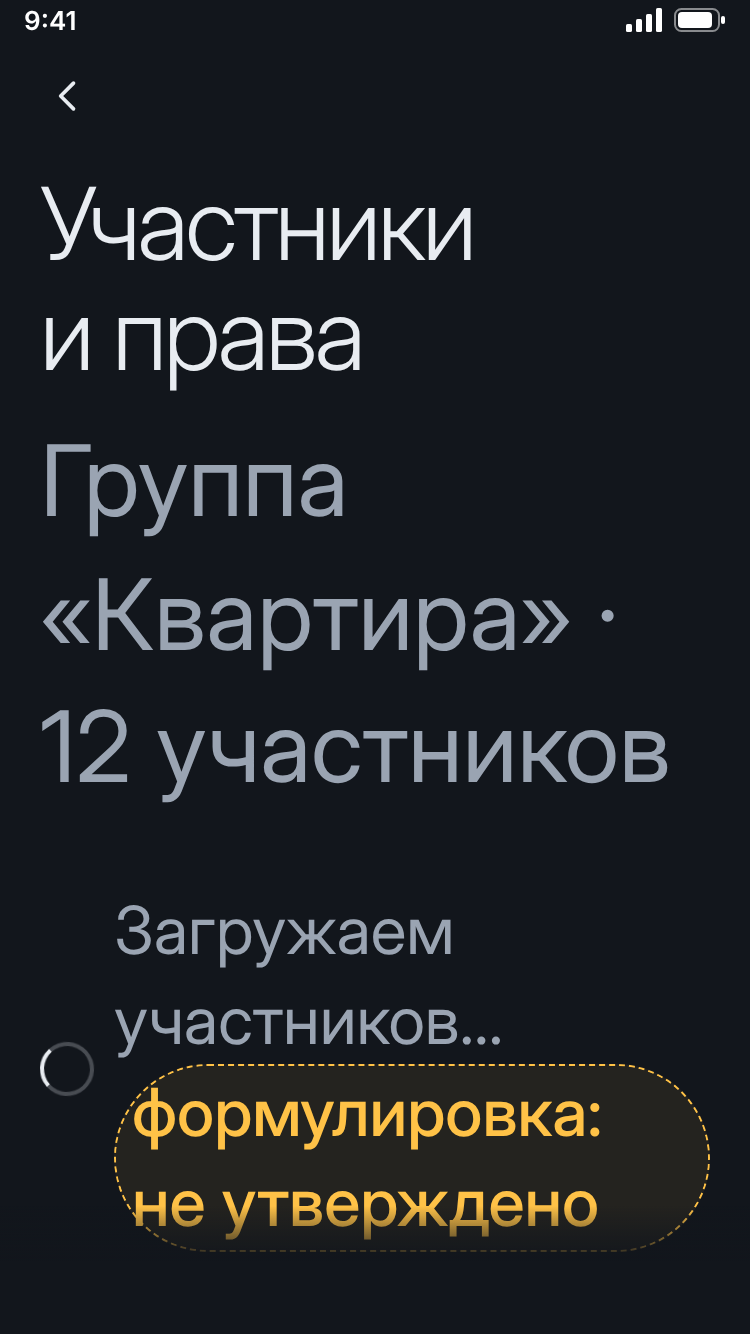 9:41
Участники
и права
Группа
«Квартира» ·
12 участников
Загружаем
участников...
формулировка:
не утверждено